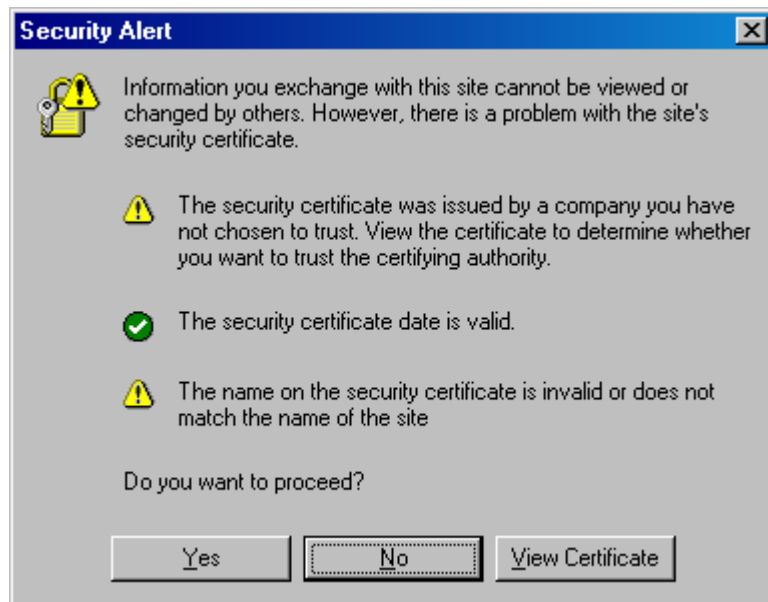 Security Alert
Information you exchange with this site cannot be viewed or
changed by others. However, there is a problem with the site's
security certificate.
The security certificate was issued by a company you have
not chosen to trust. View the certificate to determine whether
you want to trust the certifying authority.
The security certificate date is valid.
The name on the security certificate is invalid or does not
match the name of the site
Do you want to proceed?
Yes
No
View Certificate